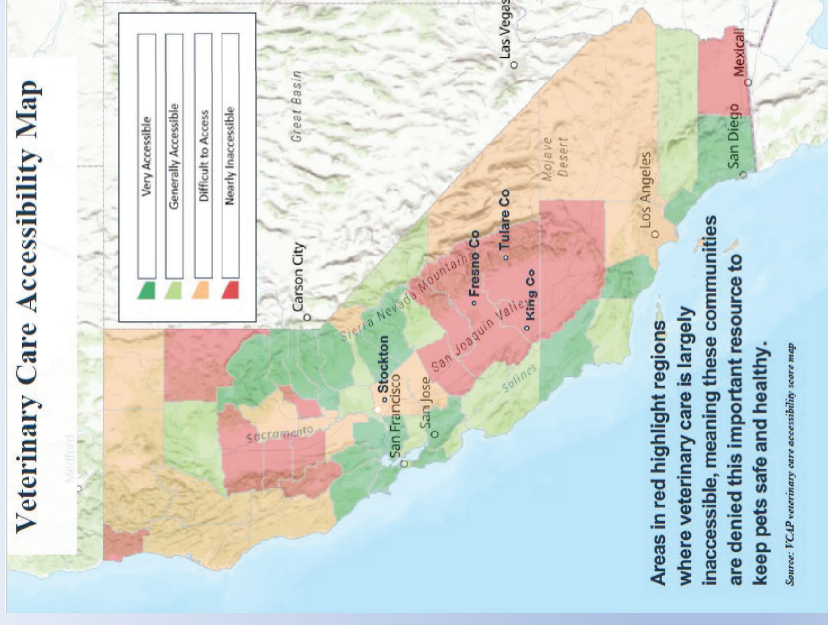 Veterinary Care Accessibility Map
Very Accessible
Generally Accessible
Difficult to Access
Nearly Inaccessible
Medford
Great Basin
Las Vegas
Carson City
Sacramento
Sierra Nevada Mountains
Stockton
San Francisco
San Jose
San Joaquin Valley
Fresno Co
Tulare Co
King Co
Salinas
Mojave
Desert
Los Angeles
San Diego
Mexicali
Areas in red highlight regions
where veterinary care is largely
inaccessible, meaning these communities
are denied this important resource to
keep pets safe and healthy.
Source: VCAP veterinary care accessibility score map